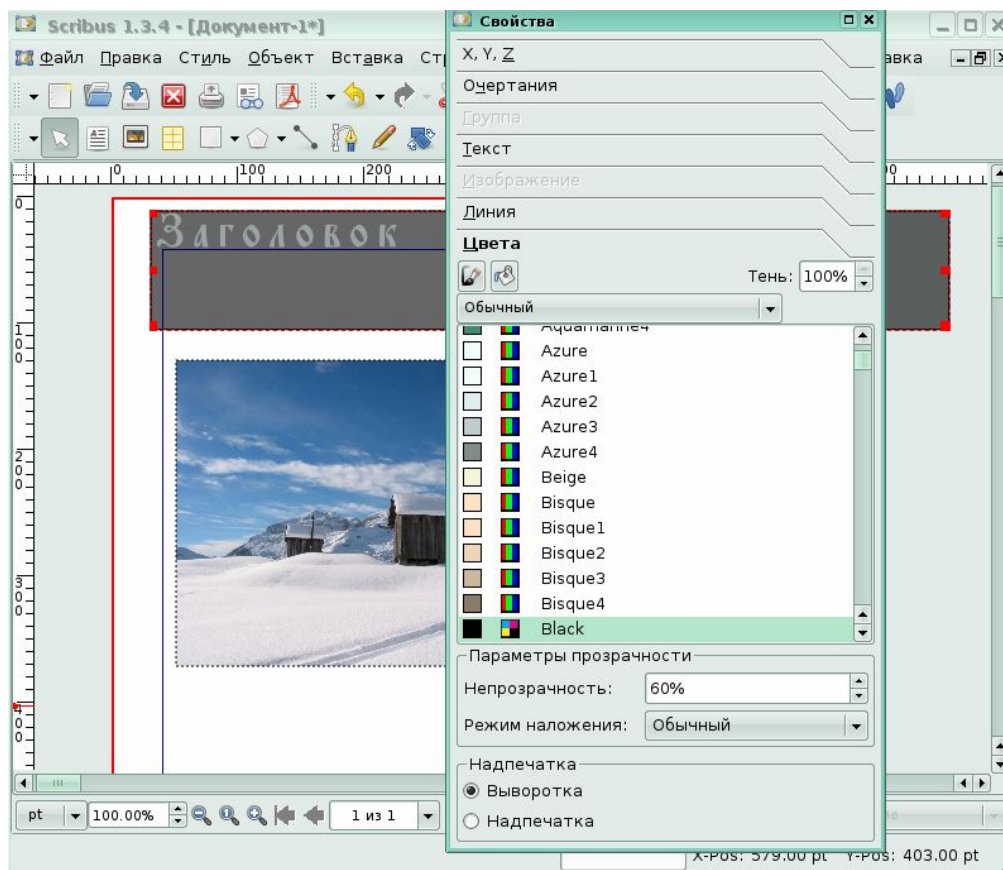 Scribus 1.3.4 - [Документ-1*]
Файл Правка Стиль Объект Вставка Ст
авка
100 200
Заголовок
Свойства
X, Y, Z
Очертания
Группа
Текст
Изображение
Линия
Цвета
Тень: 100%
Обычный
Aquamarine4
Azure
Azure1
Azure2
Azure3
Azure4
Beige
Bisque
Bisque1
Bisque2
Bisque3
Bisque4
Black
Параметры прозрачности
Непрозрачность: 60%
Режим наложения: Обычный
Надпечатка
Выворотка
Надпечатка
pt 100.00% 1 из 1
X-Pos: 579.00 pt Y-Pos: 403.00 pt